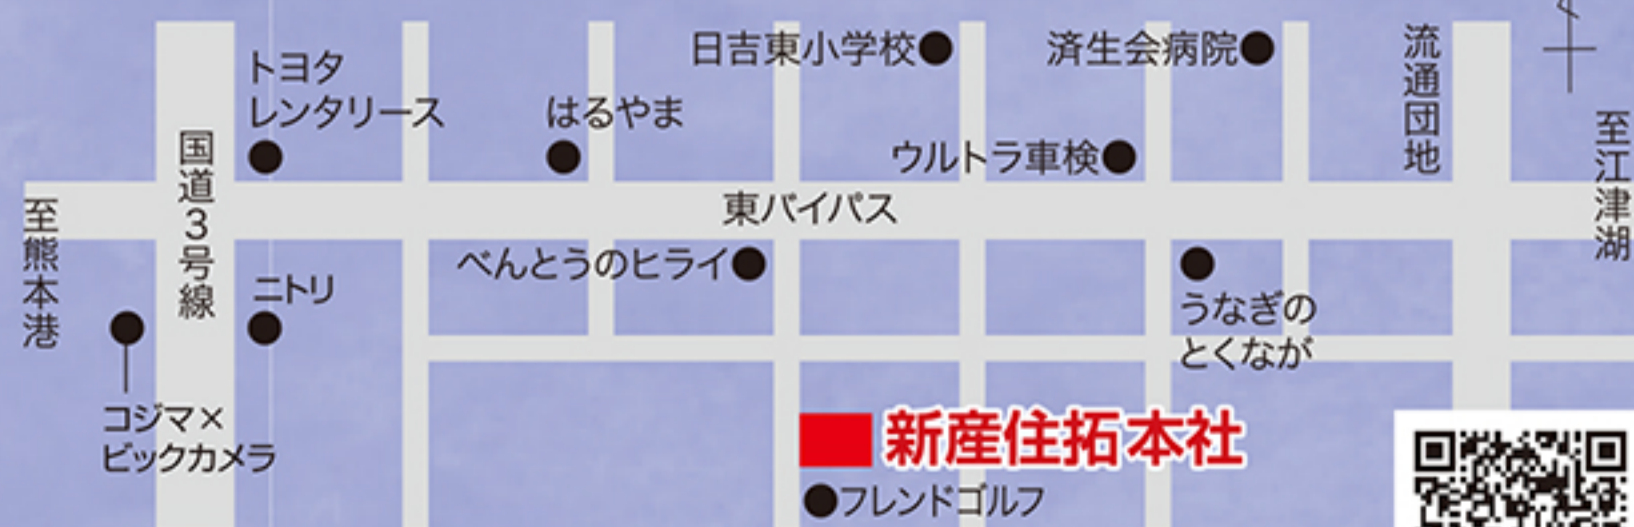 トヨタ
レンタリース
はるやま
日吉東小学校
済生会病院
流通団地
国道3号線
ウルトラ車検
至江津湖
東バイパス
至熊本港
べんとうのヒライ
ニトリ
うなぎの
とくなが
コジマ×
ビックカメラ
新産住拓本社
フレンドゴルフ